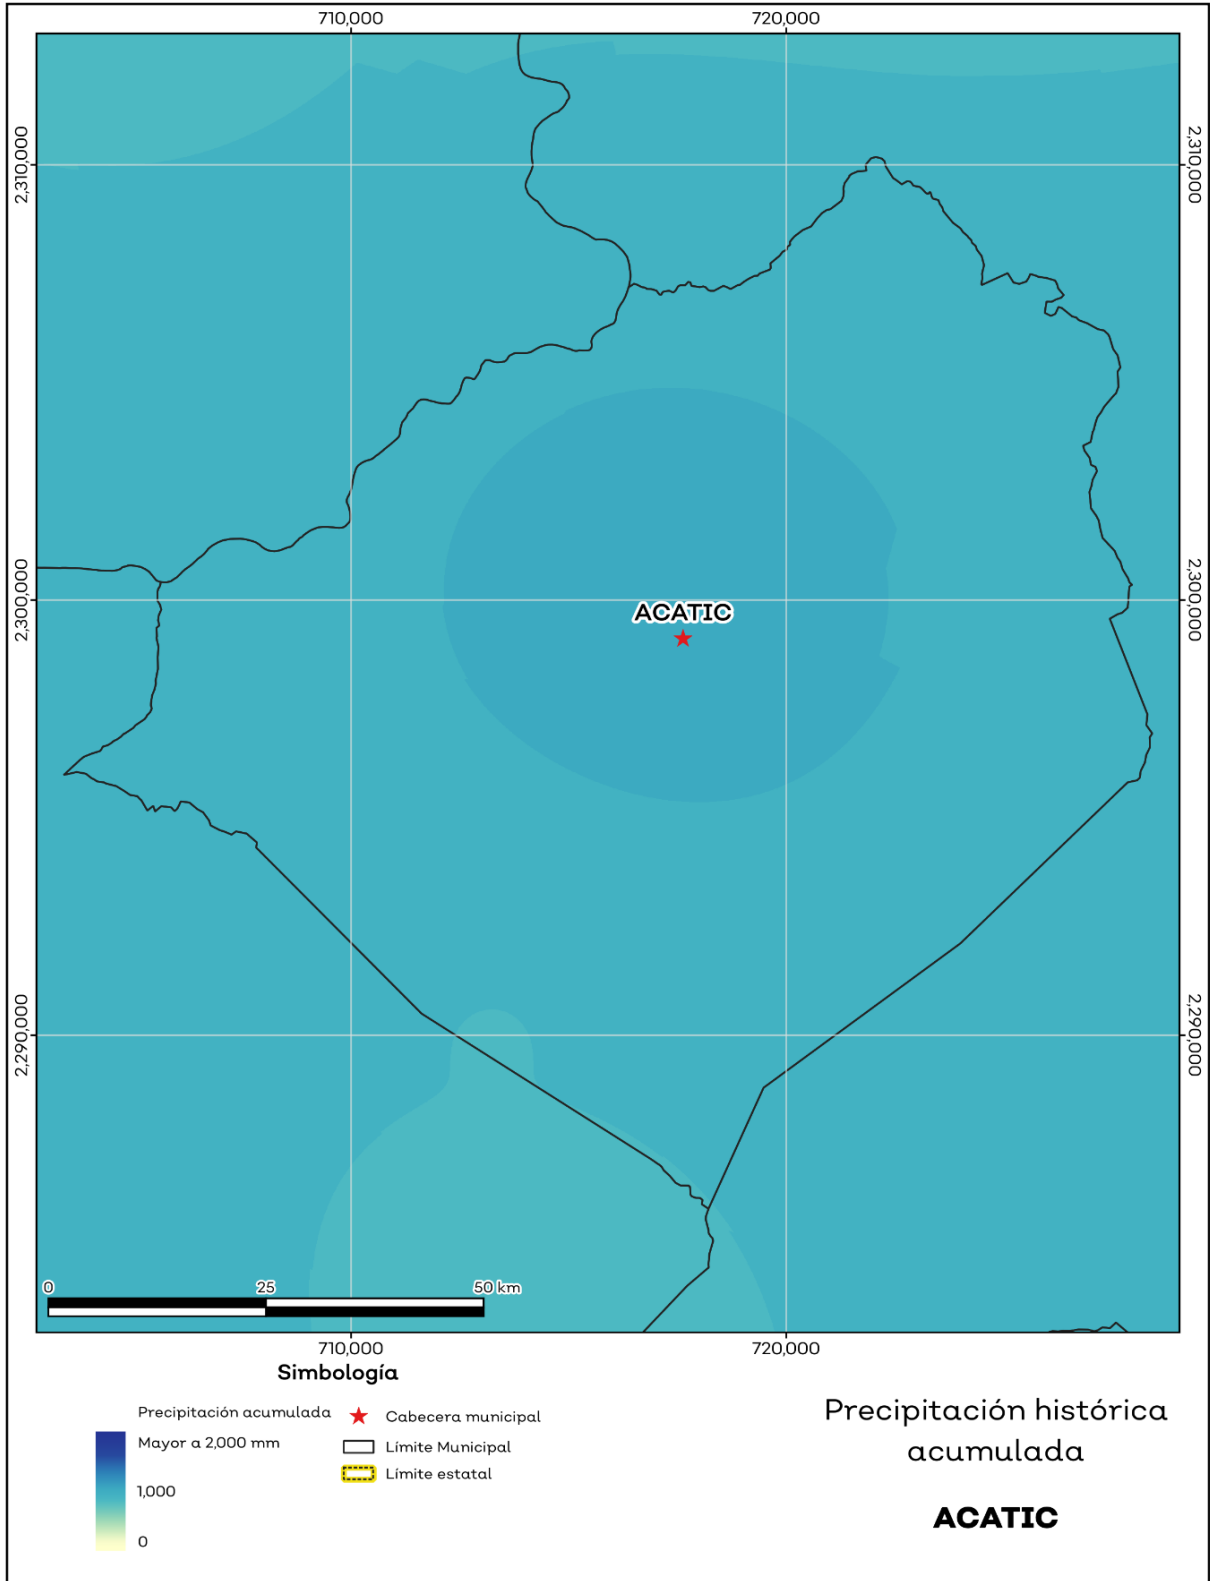 710,000
720,000
2,310,000
2,310,000
2,300,000
2,300,000
ACATIC
2,290,000
2,290,000
0
25
50 km
710,000
720,000
Simbología
Precipitación acumulada
Mayor a 2,000 mm
1,000
0
Cabecera municipal
Límite Municipal
Límite estatal
Precipitación histórica
acumulada
ACATIC